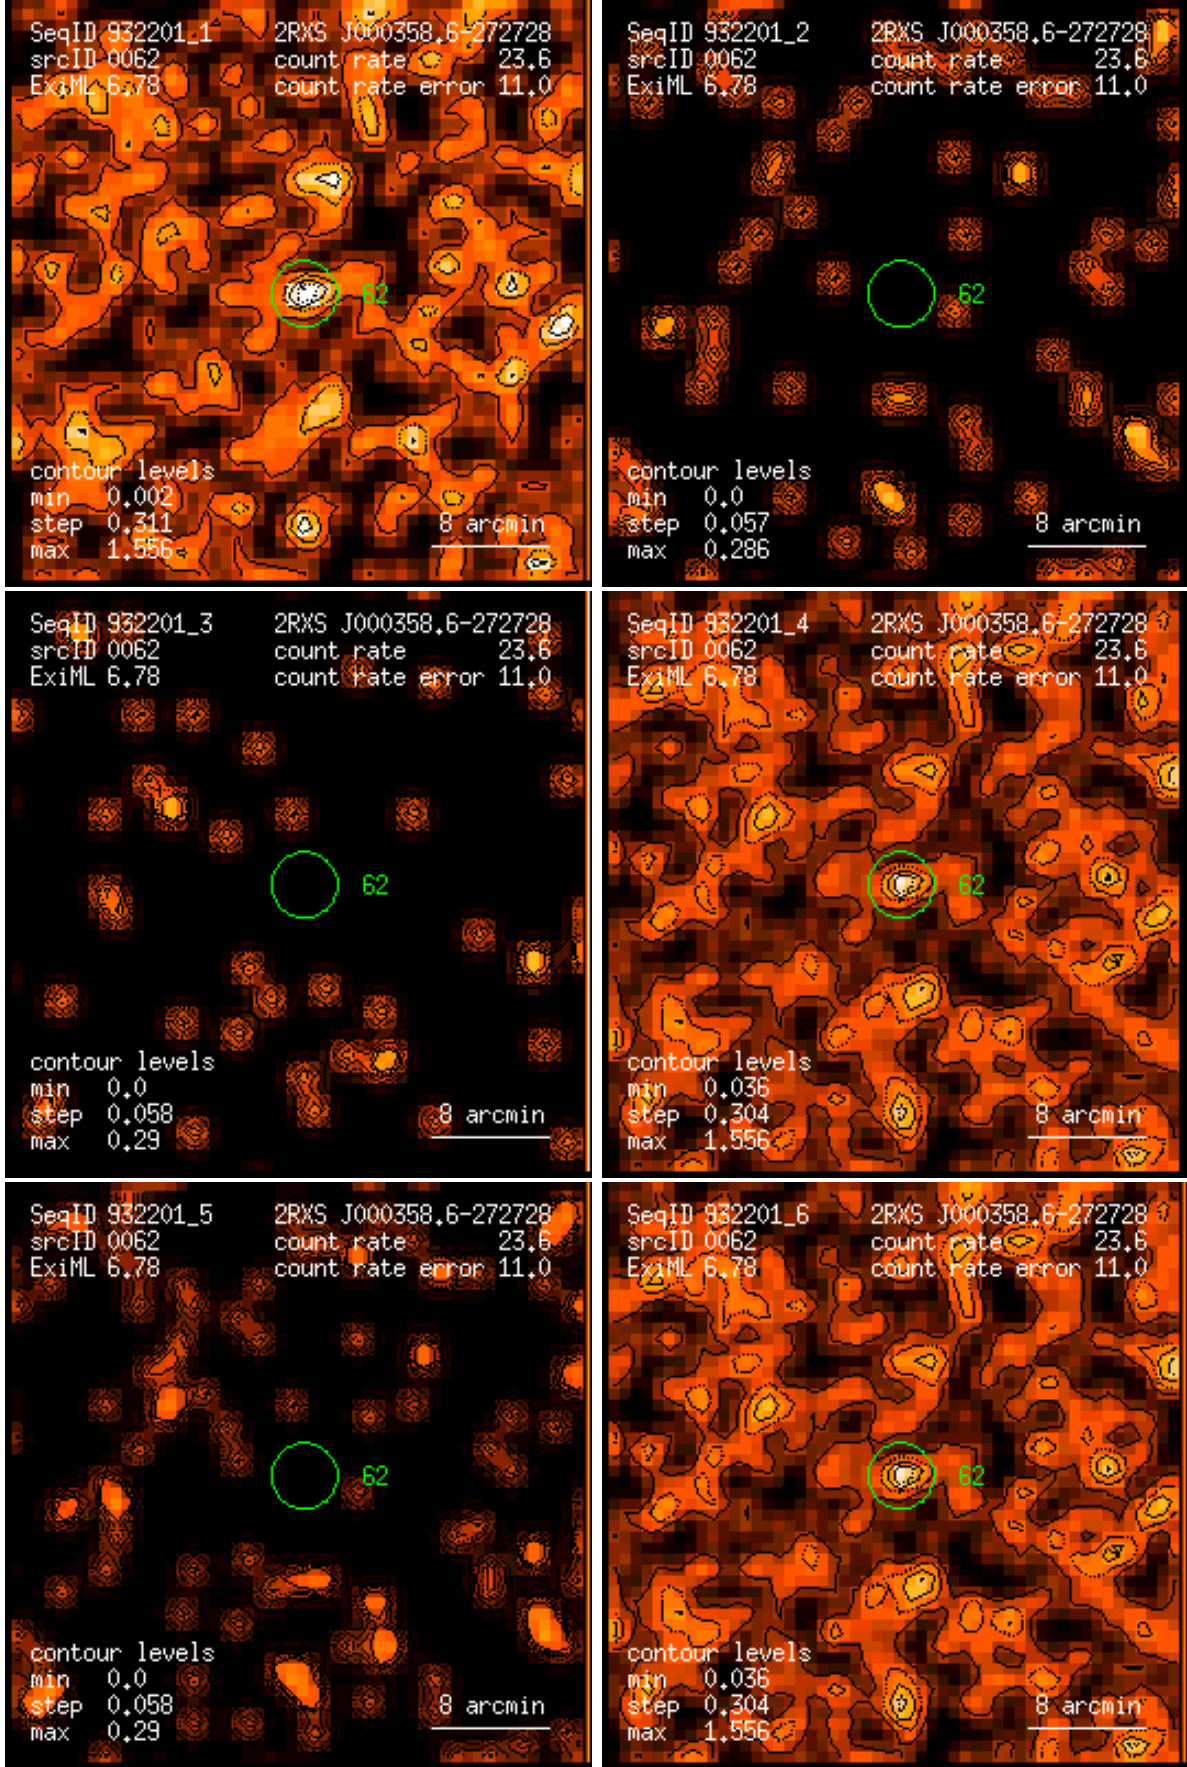 SeqID 932201_1 2RXS J000358.6-272728
srcID 0062 count rate 23.6
ExiML 6.78 count rate error 11.0
62
contour levels
min 0.002
step 0.311
max 1.556
8 arcmin
SeqID 932201_2 2RXS J000358.6-272728
srcID 0062 count rate 23.6
ExiML 6.78 count rate error 11.0
62
contour levels
min 0.0
step 0.057
max 0.286
8 arcmin
SeqID 932201_3 2RXS J000358.6-272728
srcID 0062 count rate 23.6
ExiML 6.78 count rate error 11.0
62
contour levels
min 0.0
step 0.058
max 0.29
8 arcmin
SeqID 932201_4 2RXS J000358.6-272728
srcID 0062 count rate 23.6
ExiML 6.78 count rate error 11.0
62
contour levels
min 0.036
step 0.304
max 1.556
8 arcmin
SeqID 932201_5 2RXS J000358.6-272728
srcID 0062 count rate 23.6
ExiML 6.78 count rate error 11.0
62
contour levels
min 0.0
step 0.058
max 0.29
8 arcmin
SeqID 932201_6 2RXS J000358.6-272728
srcID 0062 count rate 23.6
ExiML 6.78 count rate error 11.0
62
contour levels
min 0.036
step 0.304
max 1.556
8 arcmin